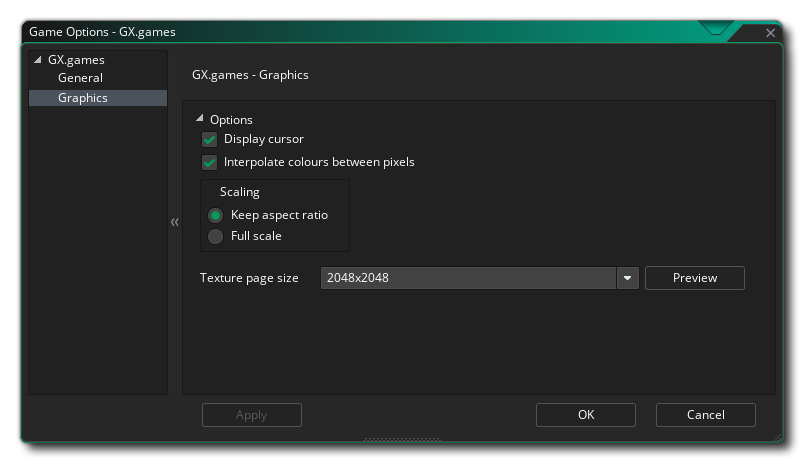 Game Options - GX.games
GX.games
General
Graphics
GX.games - Graphics
Options
Display cursor
Interpolate colours between pixels
Scaling
Keep aspect ratio
Full scale
Texture page size 2048x2048 Preview
Apply OK Cancel